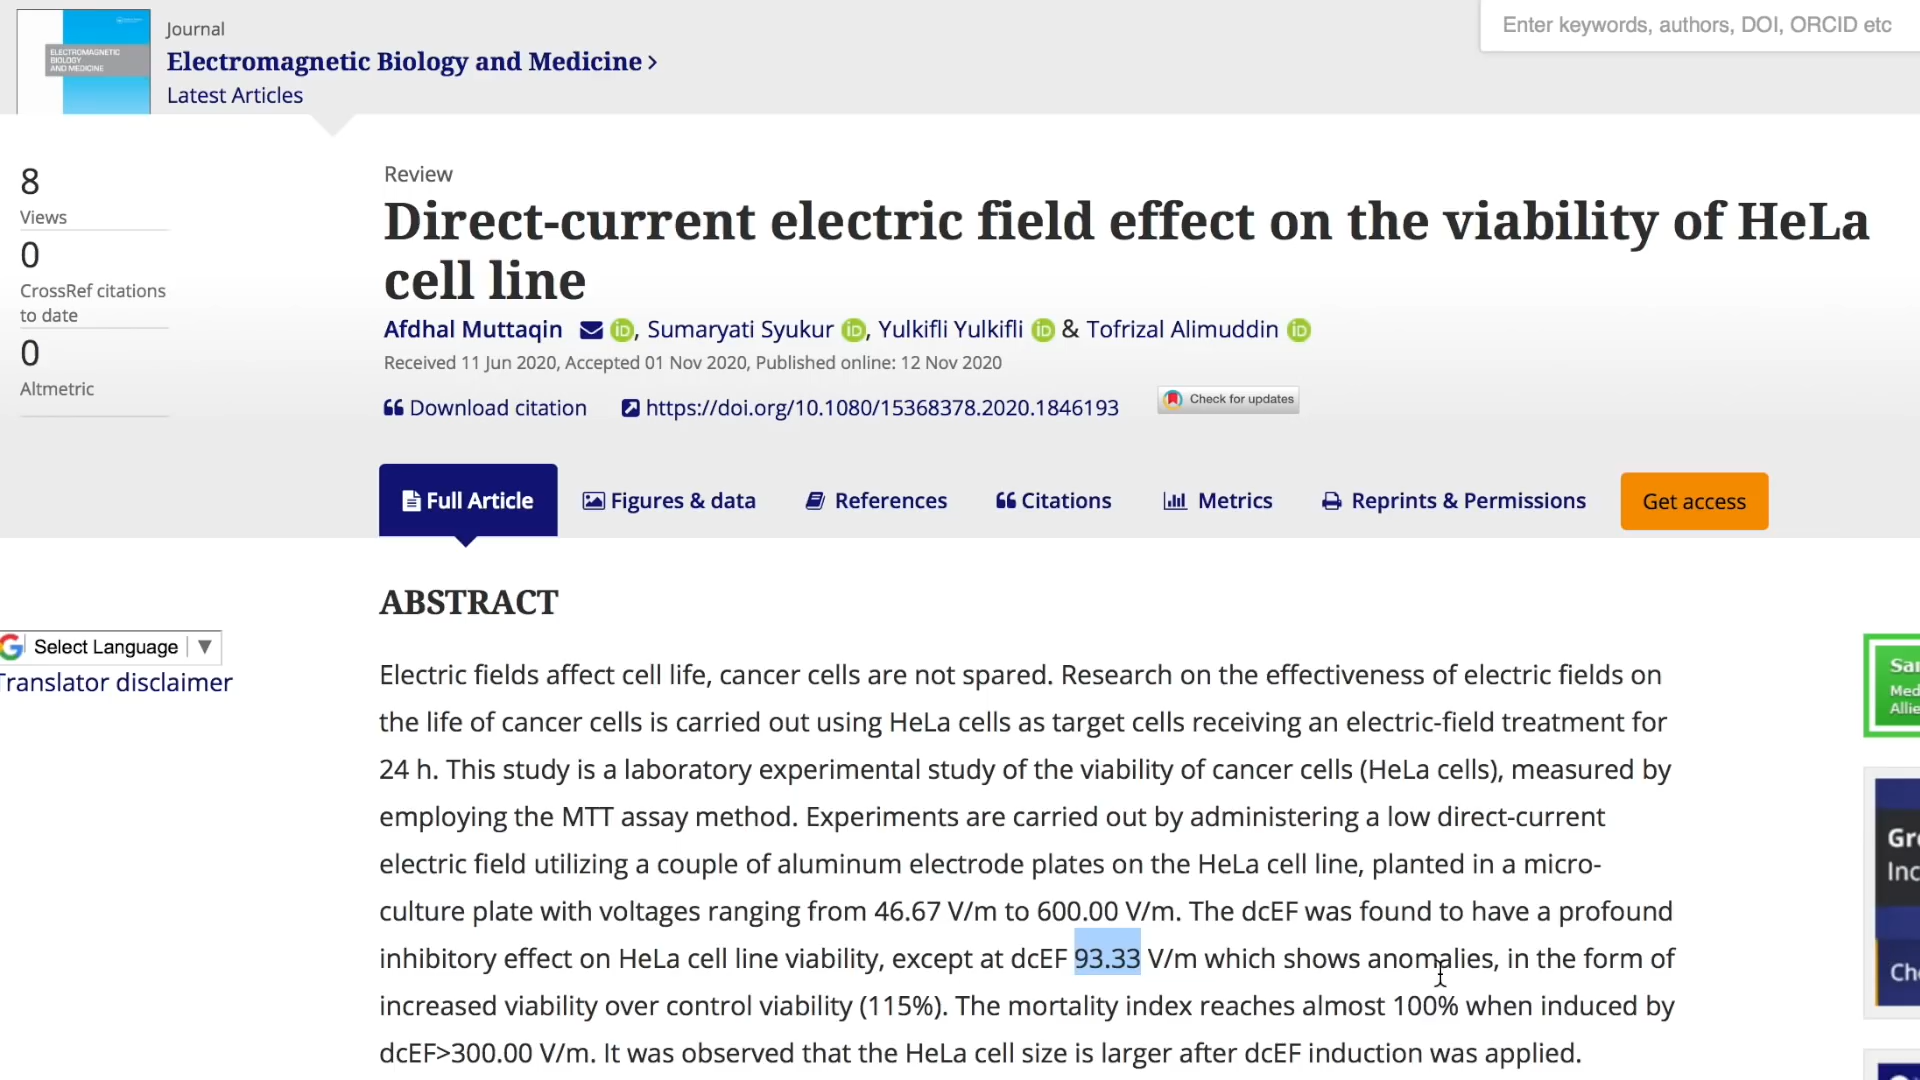 ELECTROMAGNETIC
BIOLOGY
AND MEDICINE
Journal
Electromagnetic Biology and Medicine
Latest Articles
Enter keywords, authors, DOI, ORCID etc
8
Views
0
CrossRef citations
to date
0
Altmetric
Review
Direct-current electric field effect on the viability of HeLa
cell line
Afdhal Muttaqin iD, Sumaryati Syukur iD, Yulkifli Yulkifli iD & Tofrizal Alimuddin iD
Received 11 Jun 2020, Accepted 01 Nov 2020, Published online: 12 Nov 2020
Download citation https://doi.org/10.1080/15368378.2020.1846193 Check for updates
Full Article Figures & data References Citations Metrics Reprints & Permissions Get access
ABSTRACT
G Select Language ▼
Translator disclaimer
Electric fields affect cell life, cancer cells are not spared. Research on the effectiveness of electric fields on
the life of cancer cells is carried out using HeLa cells as target cells receiving an electric-field treatment for
24 h. This study is a laboratory experimental study of the viability of cancer cells (HeLa cells), measured by
employing the MTT assay method. Experiments are carried out by administering a low direct-current
electric field utilizing a couple of aluminum electrode plates on the HeLa cell line, planted in a micro-
culture plate with voltages ranging from 46.67 V/m to 600.00 V/m. The dcEF was found to have a profound
inhibitory effect on HeLa cell line viability, except at dcEF 93.33 V/m which shows anomalies, in the form of
increased viability over control viability (115%). The mortality index reaches almost 100% when induced by
dcEF>300.00 V/m. It was observed that the HeLa cell size is larger after dcEF induction was applied.